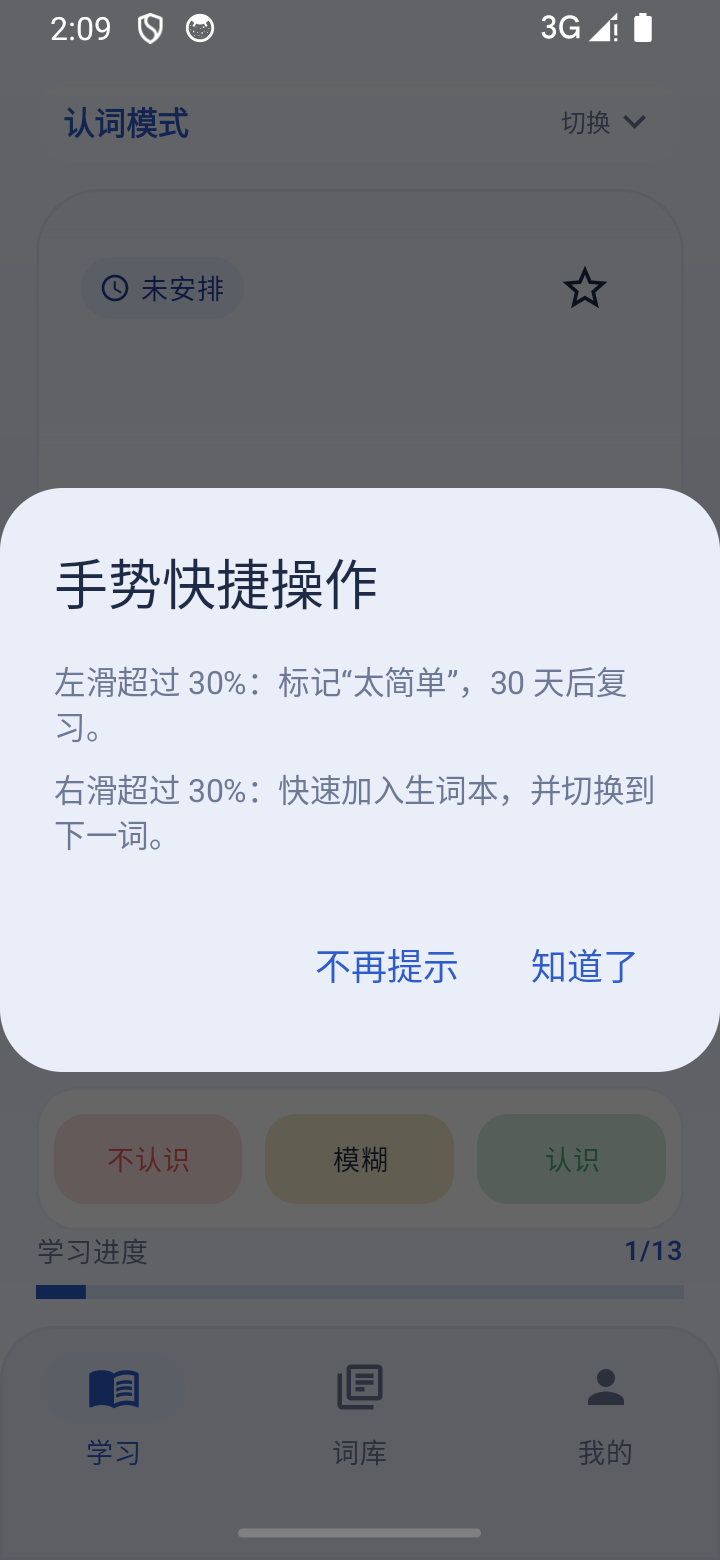 2:09
3G
认词模式
切换
未安排
手势快捷操作
左滑超过 30%：标记“太简单”，30 天后复
习。
右滑超过 30%：快速加入生词本，并切换到
下一词。
不再提示
知道了
不认识
模糊
认识
学习进度
1/13
学习
词库
我的